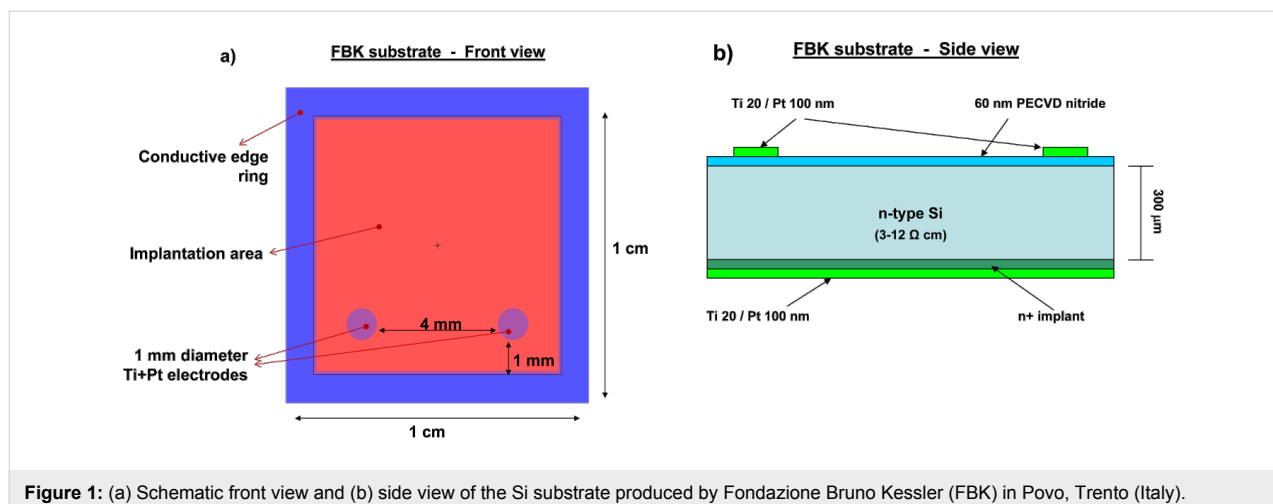 a)
FBK substrate - Front view
Conductive edge
ring
Implantation area
1 cm
4 mm
1 mm diameter
Ti+Pt electrodes
1 mm
1 cm
b)
FBK substrate - Side view
Ti 20 / Pt 100 nm
60 nm PECVD nitride
n-type Si
(3-12 Ω cm)
300 µm
Ti 20 / Pt 100 nm
n+ implant
Figure 1: (a) Schematic front view and (b) side view of the Si substrate produced by Fondazione Bruno Kessler (FBK) in Povo, Trento (Italy).